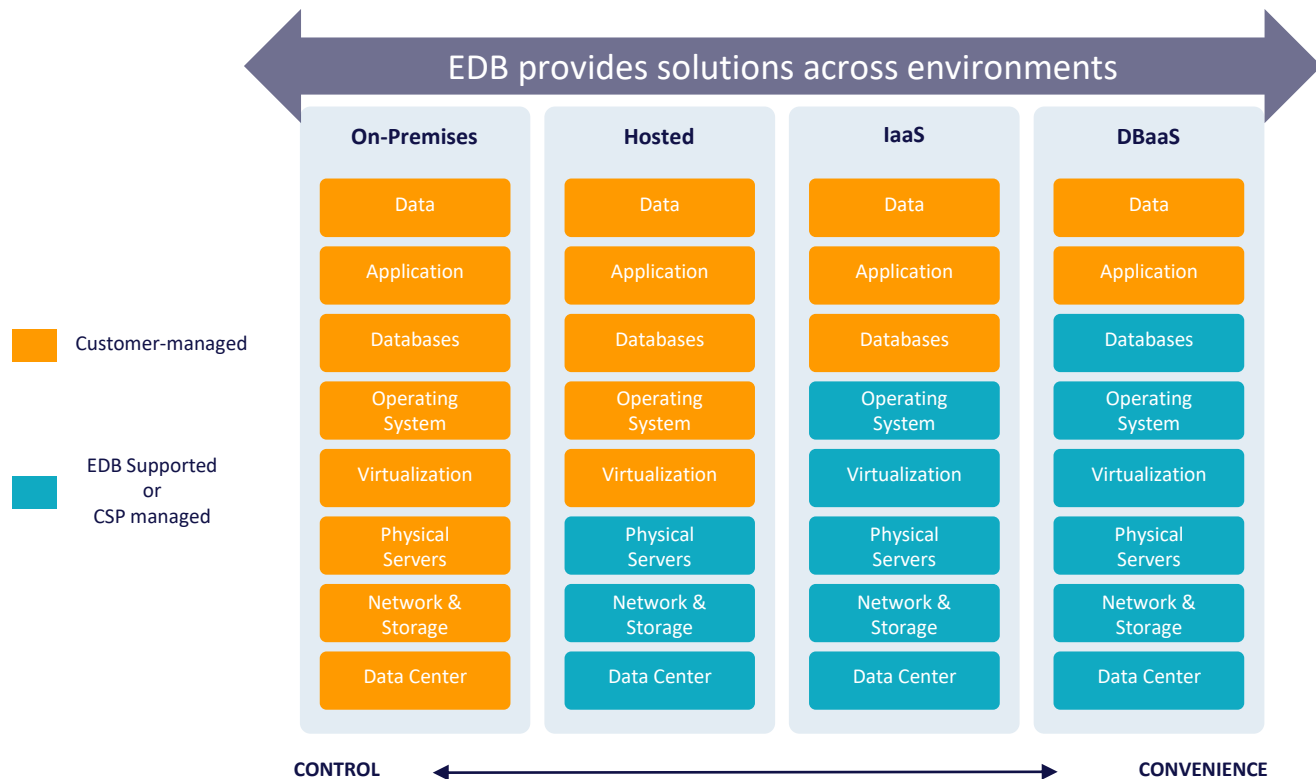 EDB provides solutions across environments
On-Premises
Hosted
IaaS
DBaaS
Data
Data
Data
Data
Application
Application
Application
Application
Customer-managed
Databases
Databases
Databases
Databases
Operating
System
Operating
System
Operating
System
Operating
System
EDB Supported
or
CSP managed
Virtualization
Virtualization
Virtualization
Virtualization
Physical
Servers
Physical
Servers
Physical
Servers
Physical
Servers
Network &
Storage
Network &
Storage
Network &
Storage
Network &
Storage
Data Center
Data Center
Data Center
Data Center
CONTROL
CONVENIENCE